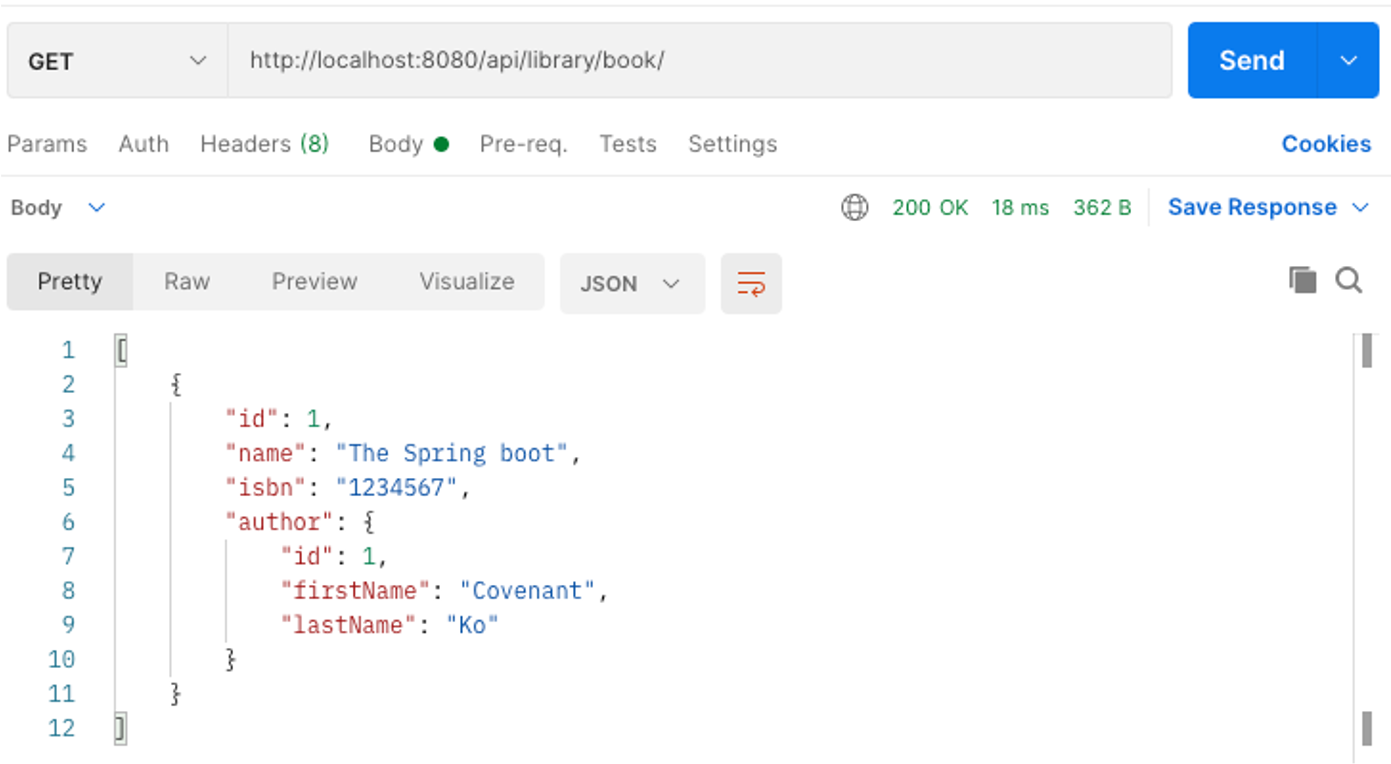 GET http://localhost:8080/api/library/book/ Send
Params Auth Headers (8) Body Pre-req. Tests Settings Cookies
Body 200 OK 18 ms 362 B Save Response
Pretty Raw Preview Visualize JSON
1 [
2 {
3 "id": 1,
4 "name": "The Spring boot",
5 "isbn": "1234567",
6 "author": {
7 "id": 1,
8 "firstName": "Covenant",
9 "lastName": "Ko"
10 }
11 }
12 ]